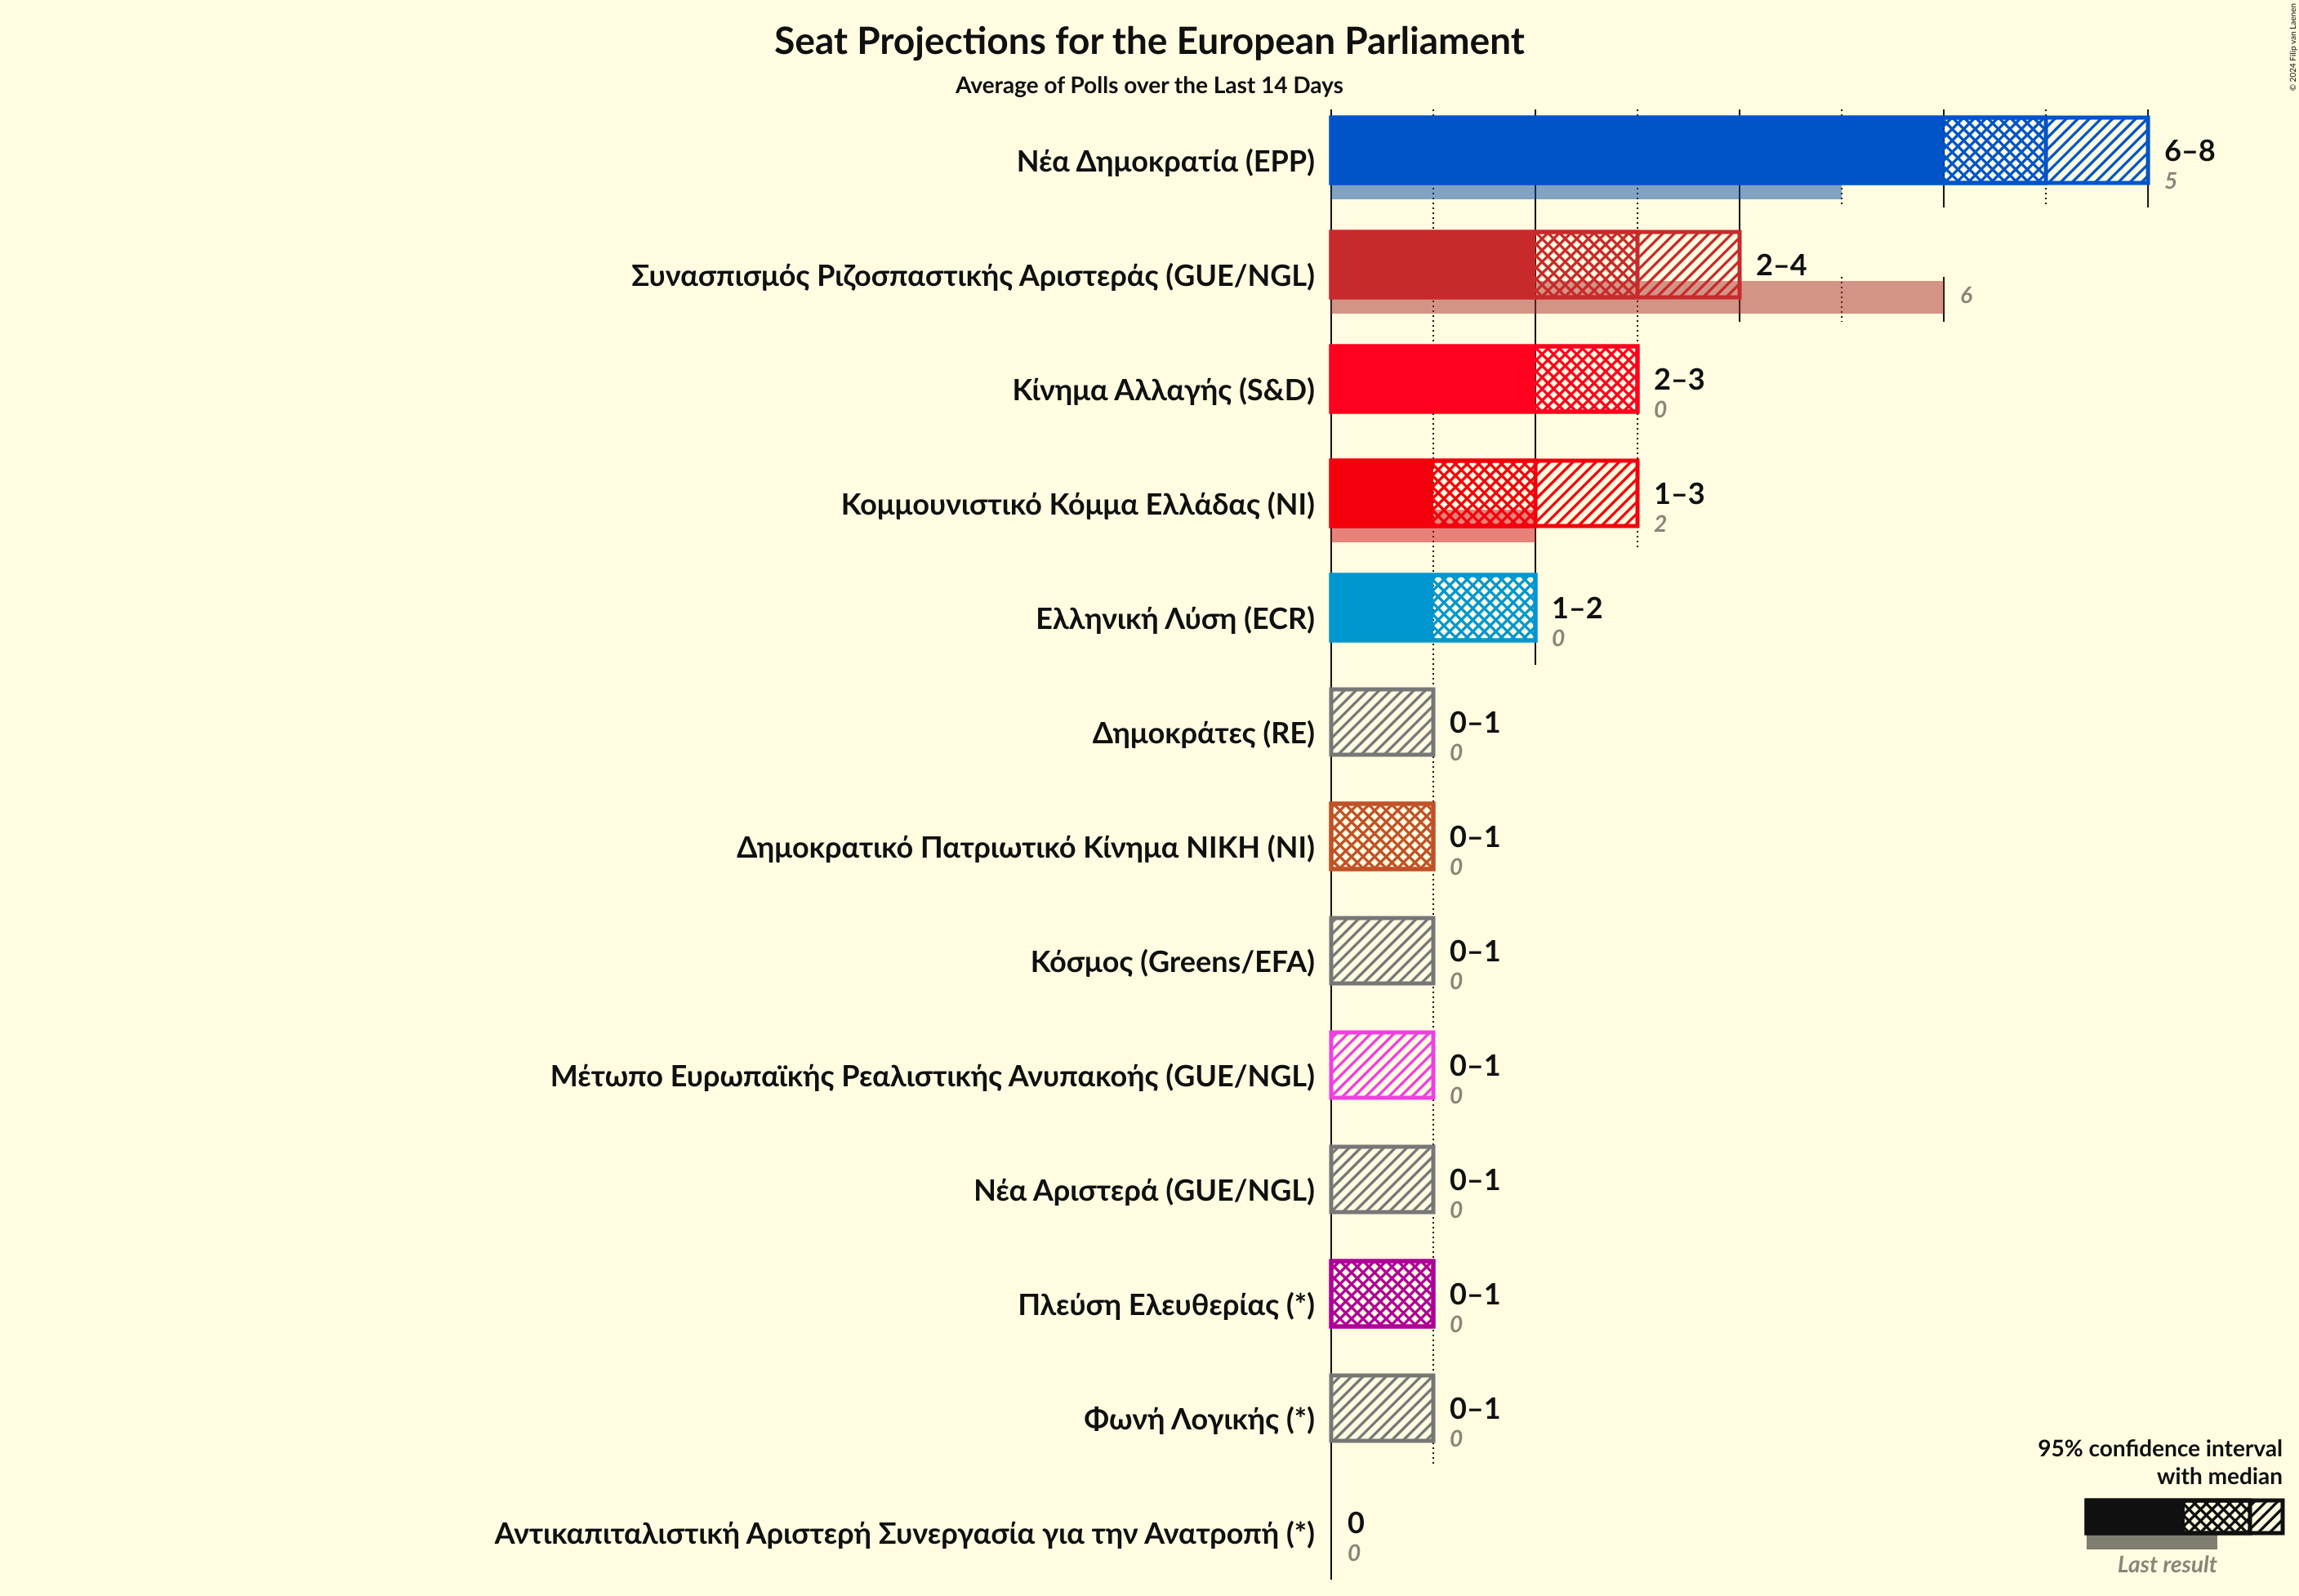 Seat Projections for the European Parliament
Average of Polls over the Last 14 Days
© 2024 Filip van Laenen
Νέα Δημοκρατία (EPP)
6–8
5
Συνασπισμός Ριζοσπαστικής Αριστεράς (GUE/NGL)
2–4
6
Κίνημα Αλλαγής (S&D)
2–3
0
Κομμουνιστικό Κόμμα Ελλάδας (NI)
1–3
2
Ελληνική Λύση (ECR)
1–2
0
Δημοκράτες (RE)
0–1
0
Δημοκρατικό Πατριωτικό Κίνημα ΝΙΚΗ (NI)
0–1
0
Κόσμος (Greens/EFA)
0–1
0
Μέτωπο Ευρωπαϊκής Ρεαλιστικής Ανυπακοής (GUE/NGL)
0–1
0
Νέα Αριστερά (GUE/NGL)
0–1
0
Πλεύση Ελευθερίας (*)
0–1
0
Φωνή Λογικής (*)
0–1
0
Αντικαπιταλιστική Αριστερή Συνεργασία για την Ανατροπή (*)
0
0
95% confidence interval
with median
Last result